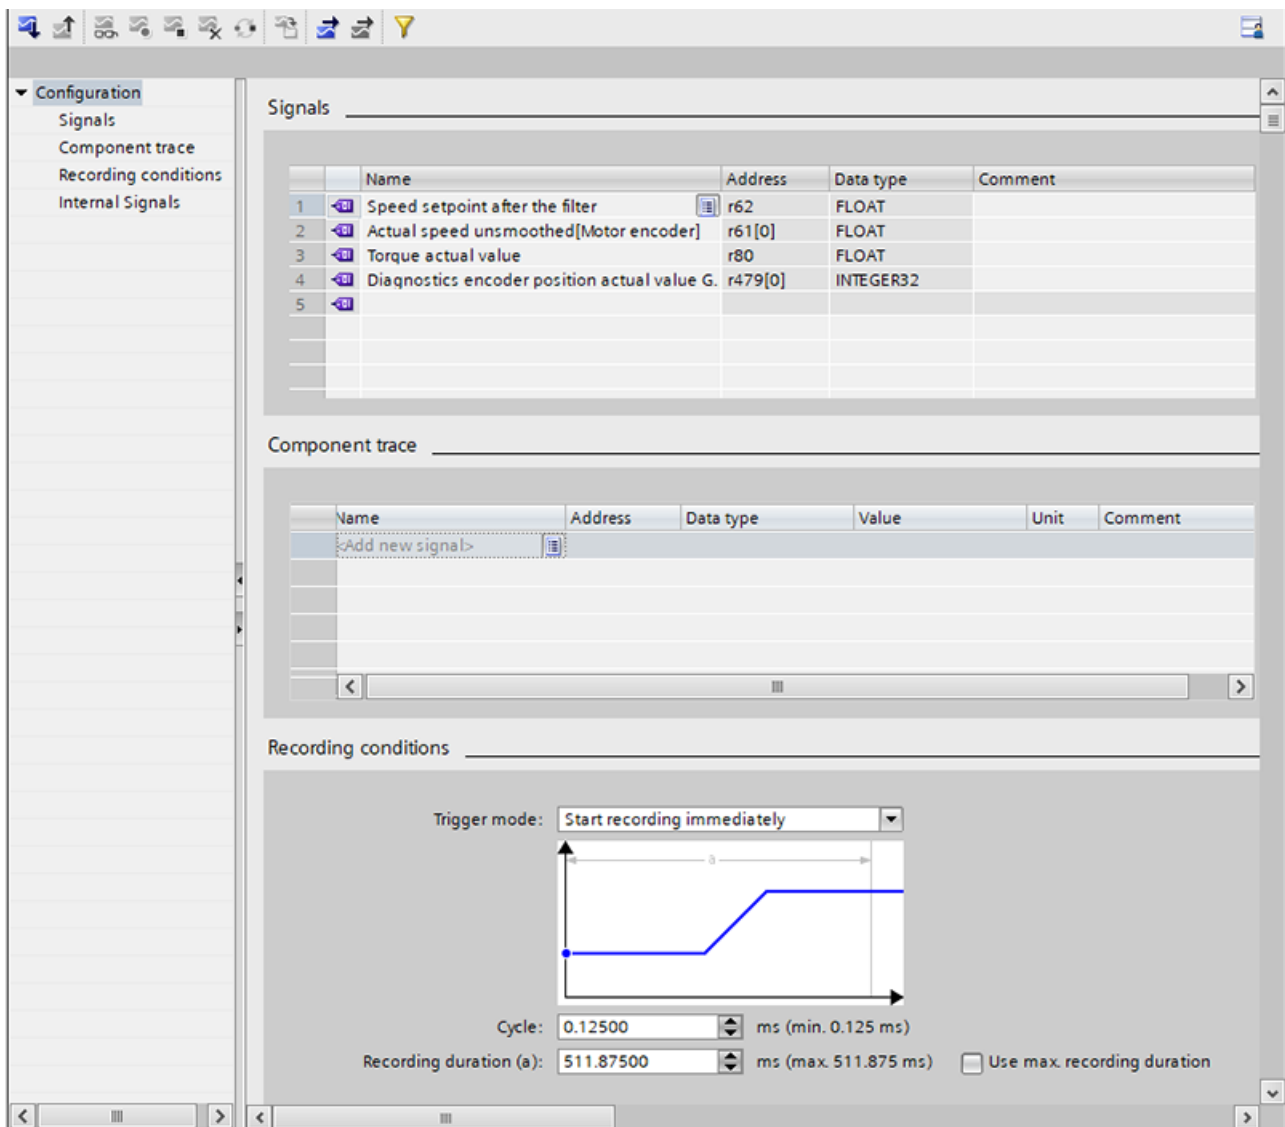 Configuration
Signals
Component trace
Recording conditions
Internal Signals
Signals
Name Address Data type Comment
1 Speed setpoint after the filter r62 FLOAT
2 Actual speed unsmoothed[Motor encoder] r61[0] FLOAT
3 Torque actual value r80 FLOAT
4 Diagnostics encoder position actual value G. r479[0] INTEGER32
5
Component trace
Name Address Data type Value Unit Comment
<Add new signal>
Recording conditions
Trigger mode: Start recording immediately
a
Cycle: 0.12500 ms (min. 0.125 ms)
Recording duration (a): 511.87500 ms (max. 511.875 ms) Use max. recording duration